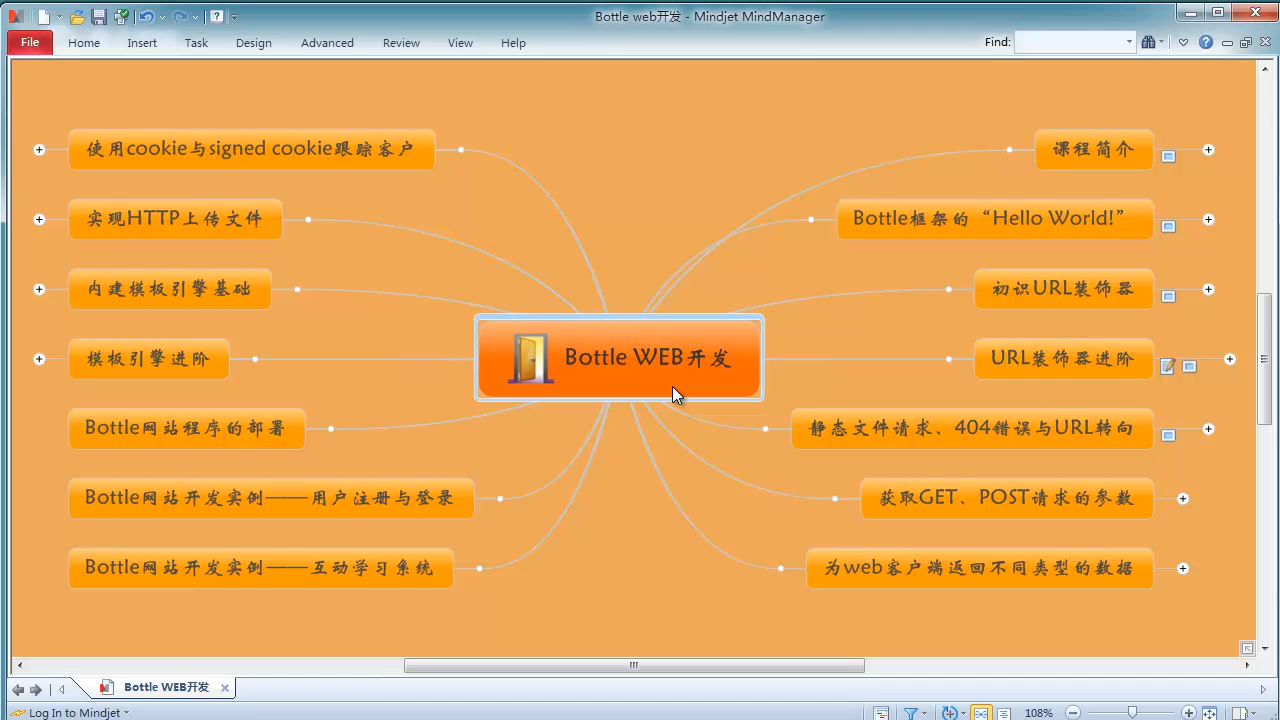 Bottle web开发 - Mindjet MindManager
File Home Insert Task Design Advanced Review View Help Find:
使用cookie与signed cookie跟踪客户
实现HTTP上传文件
内建模板引擎基础
模板引擎进阶
Bottle网站程序的部署
Bottle网站开发实例——用户注册与登录
Bottle网站开发实例——互动学习系统
Bottle WEB开发
课程简介
Bottle框架的“Hello World!”
初识URL装饰器
URL装饰器进阶
静态文件请求、404错误与URL转向
获取GET、POST请求的参数
为web客户端返回不同类型的数据
Bottle WEB开发
Log In to Mindjet 108%